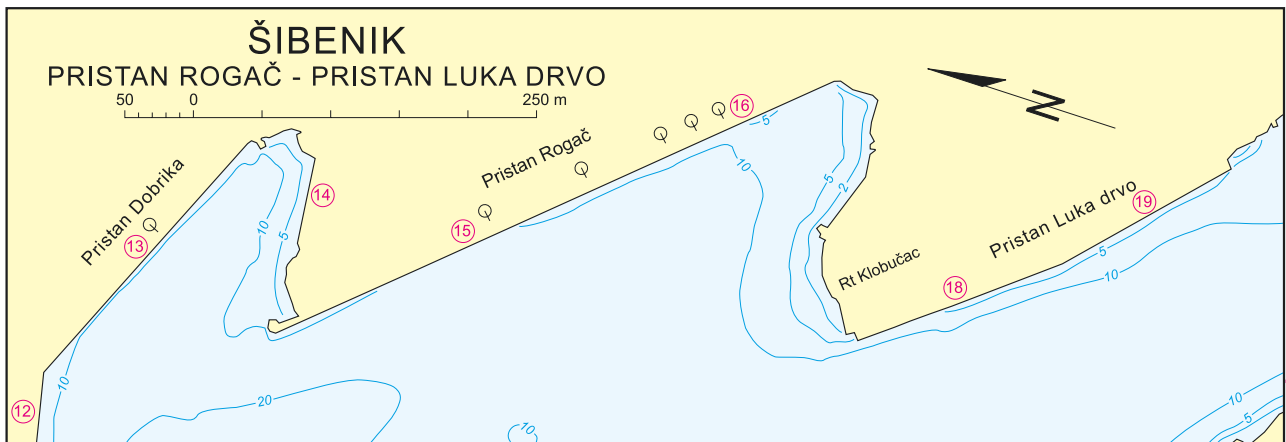 ŠIBENIK
PRISTAN ROGAČ - PRISTAN LUKA DRVO
50 0 250 m
N
16
5
Pristan Rogač
10
5
2
14
Pristan Dobrika
13
10
5
15
19
Pristan Luka drvo
5
10
Rt Klobučac
18
10
20
12
10
10
5